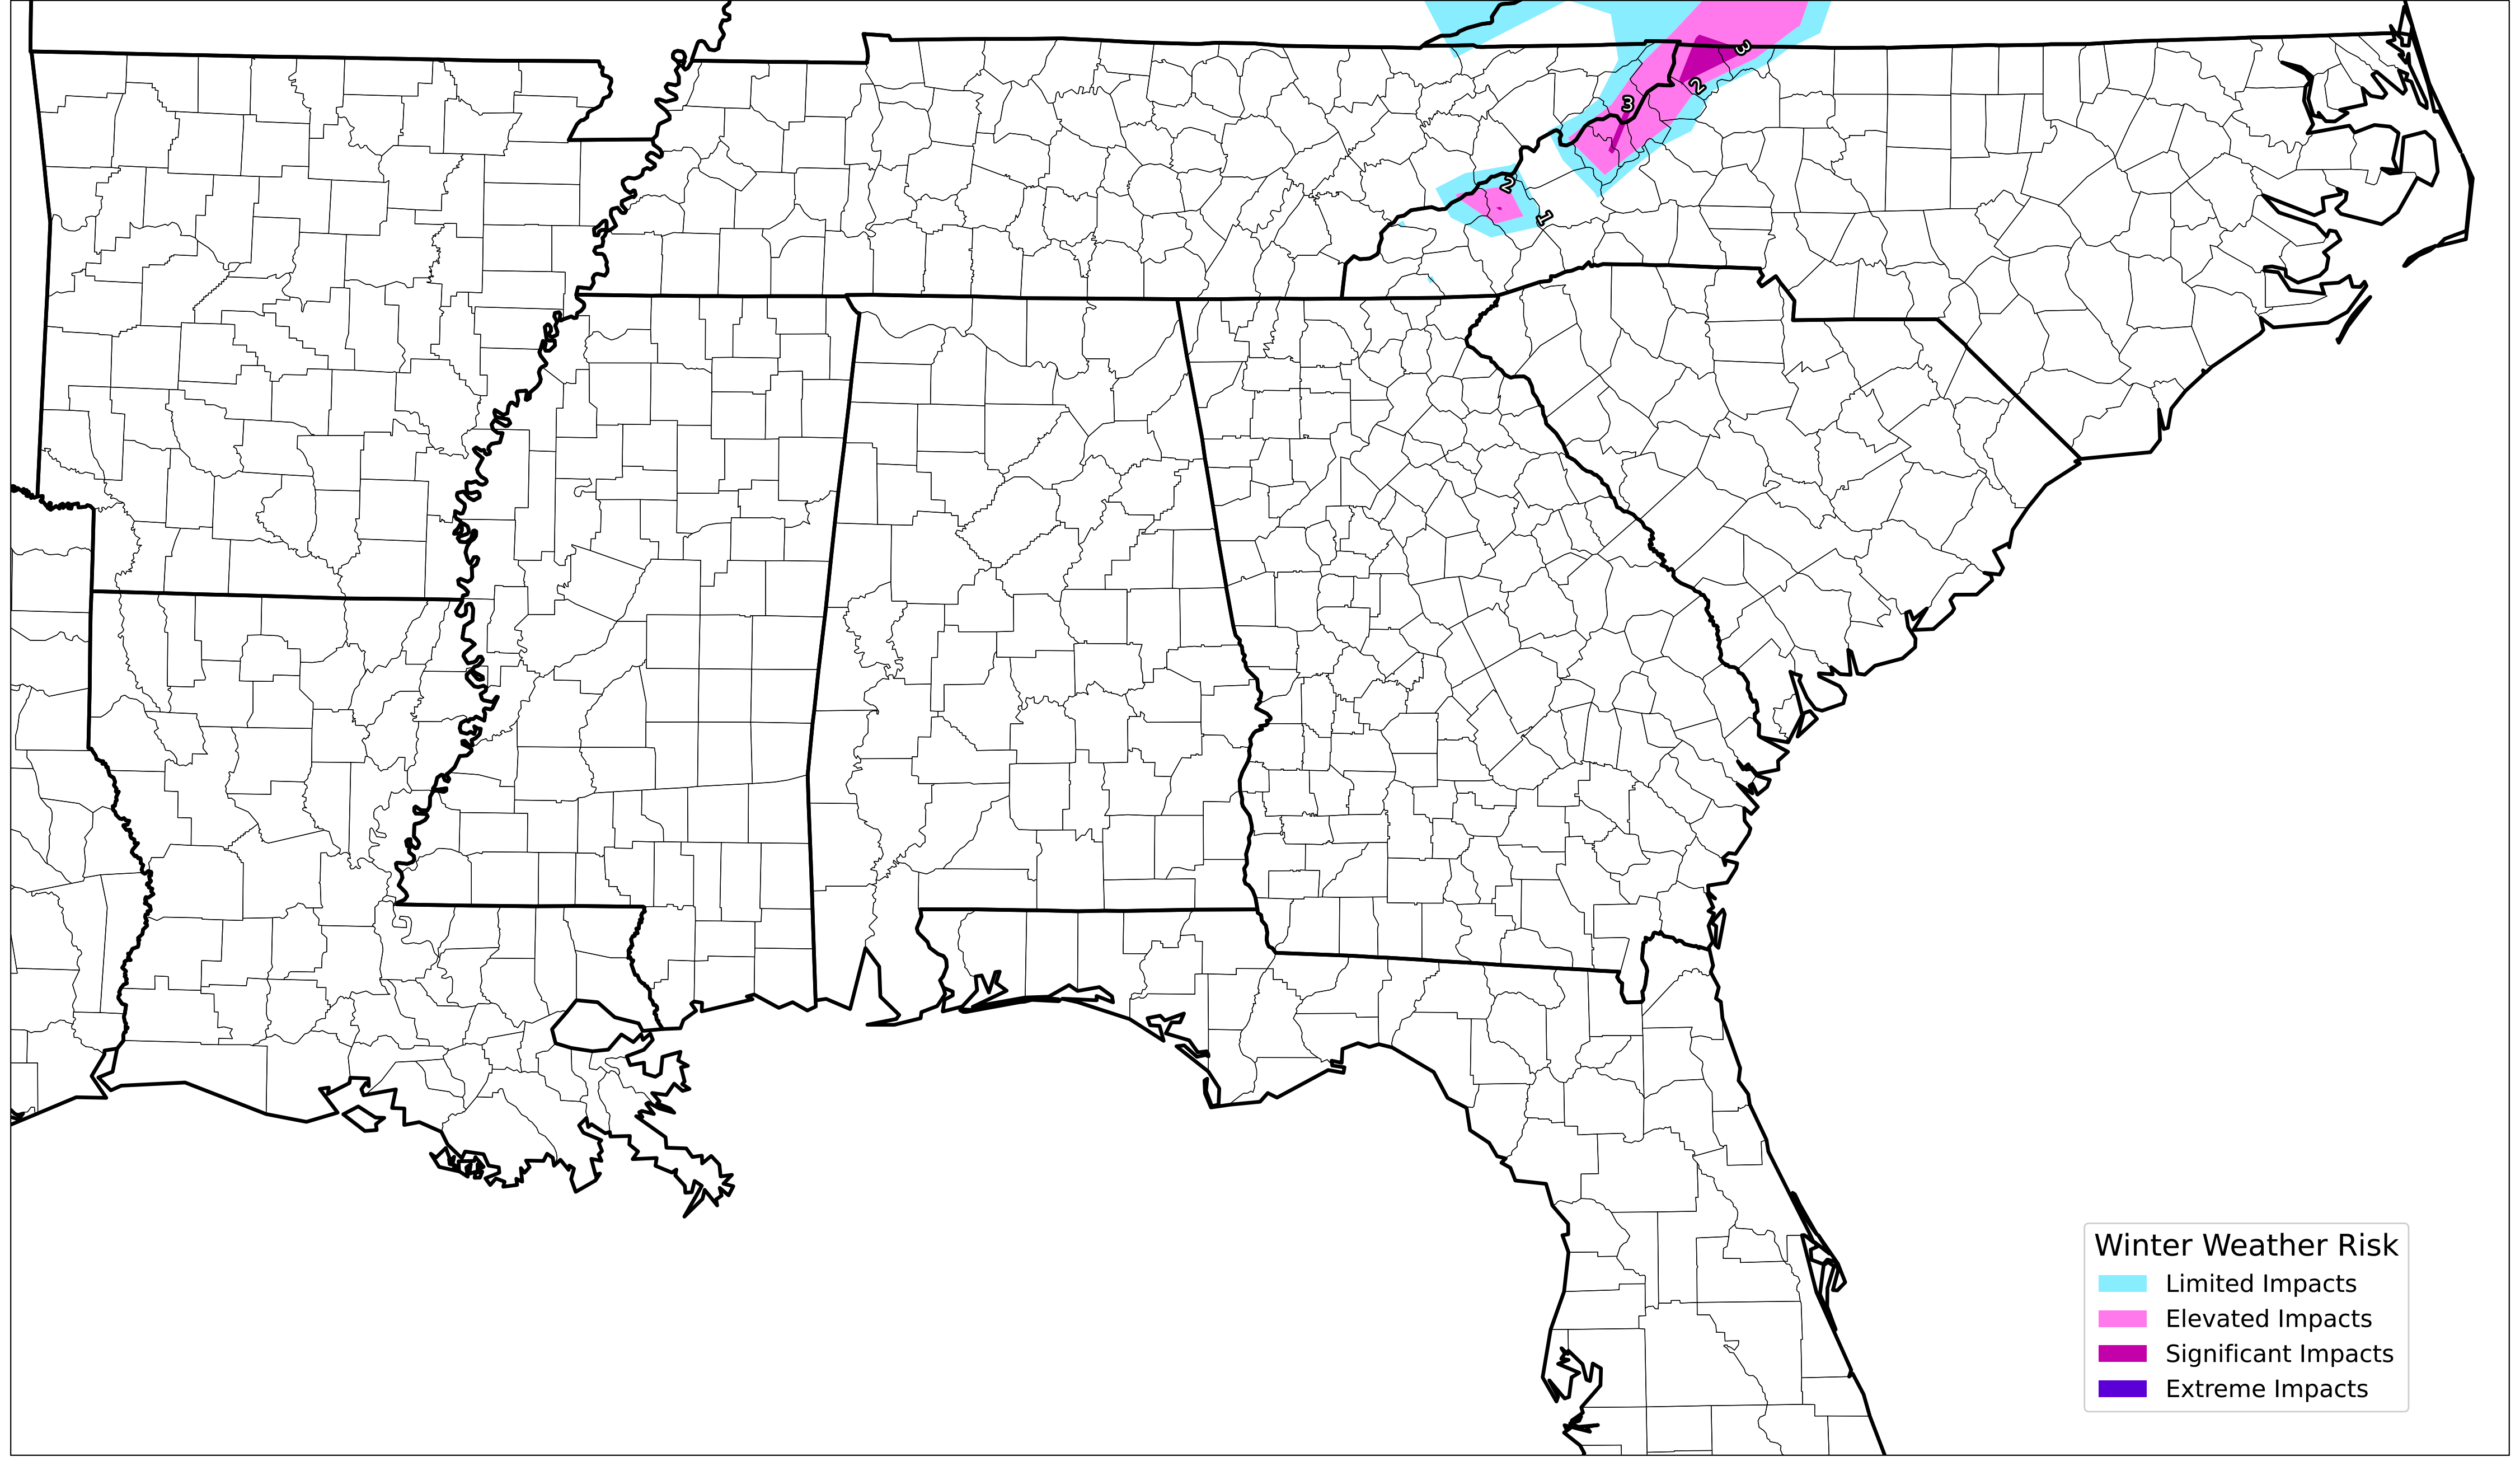 3
2
3
2
1
Winter Weather Risk
Limited Impacts
Elevated Impacts
Significant Impacts
Extreme Impacts